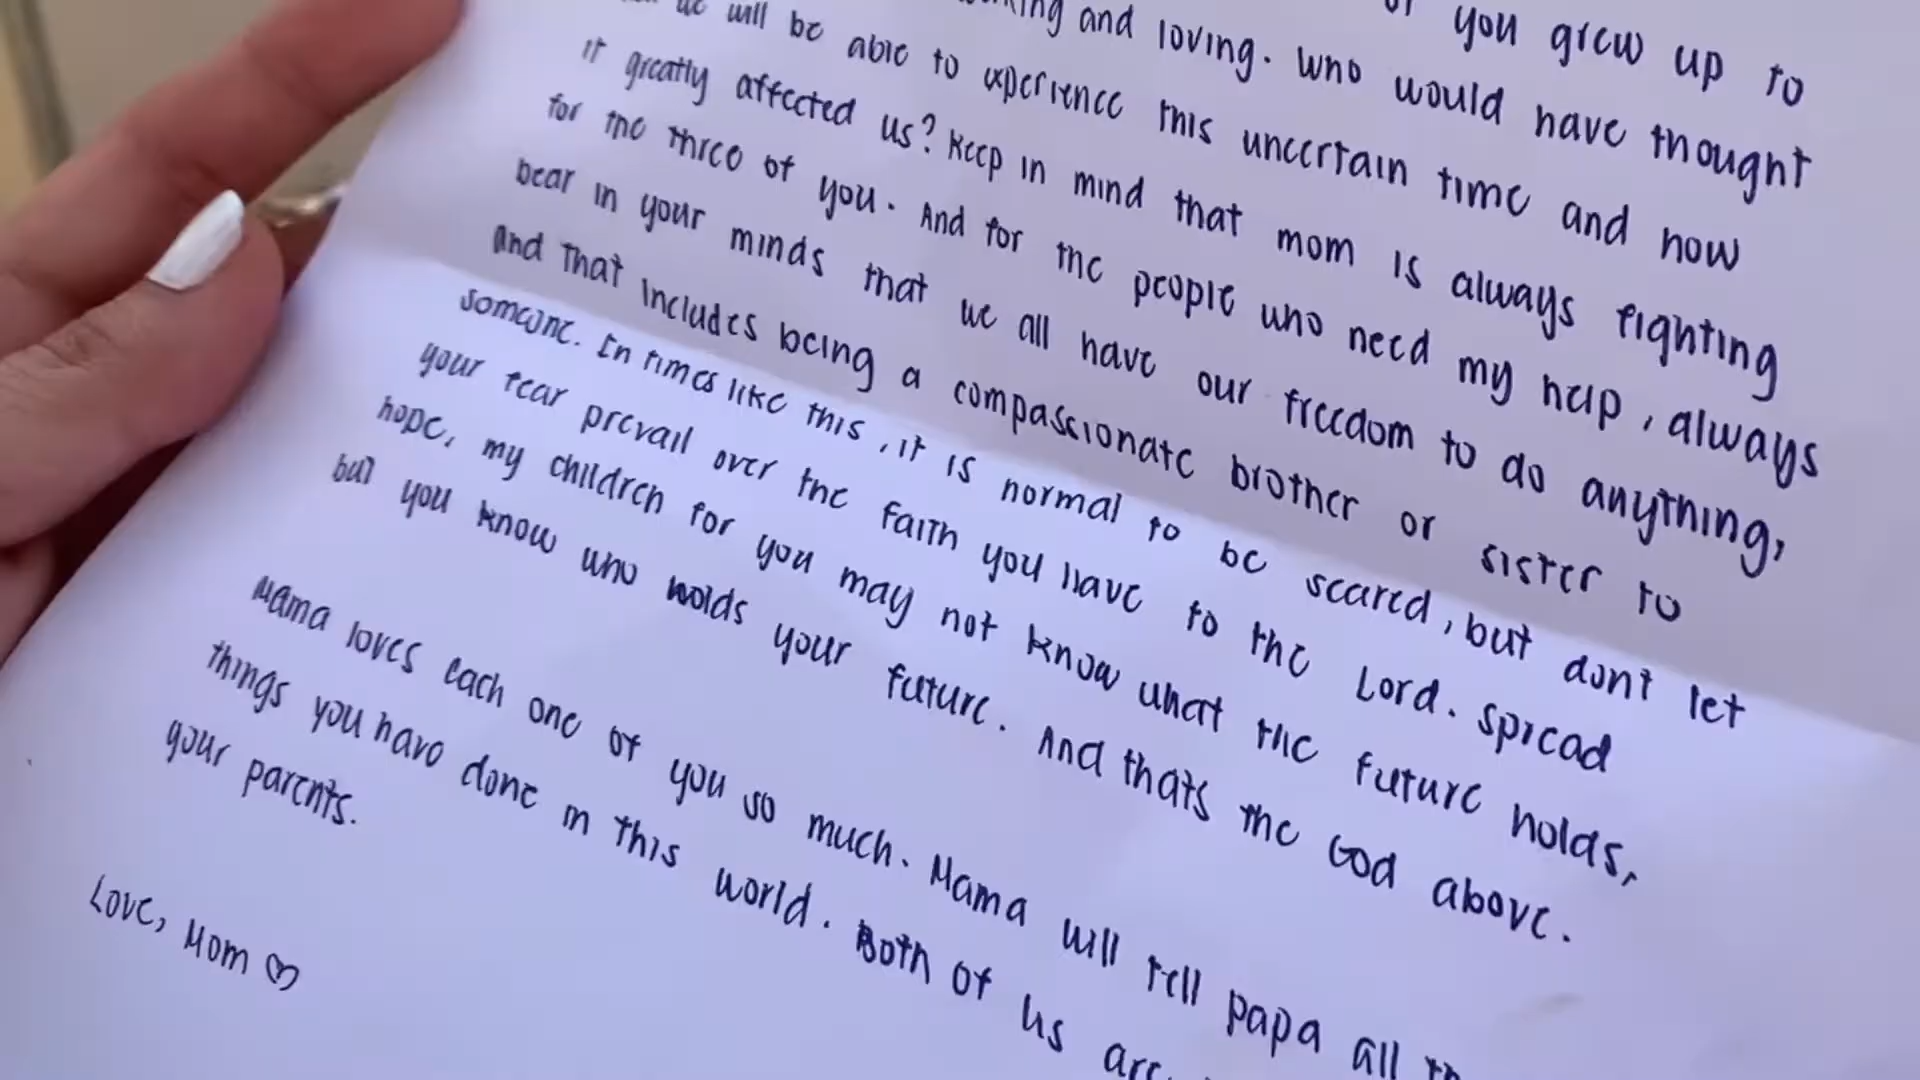 you grew up to
and loving. Who would have thought
we will be able to experience this uncertain time and how
it greatly affected us? Keep in mind that mom is always fighting
for the three of you. And for the people who need my help, always
bear in your minds that we all have our freedom to do anything,
and that includes being a compassionate brother or sister to
someone. In times like this, it is normal to be scared, but dont let
your fear prevail over the faith you have to the Lord. Spread
hope, my children for you may not know what the future holds,
but you know who holds your future. And thats the God above.
Mama loves each one of you so much. Mama will tell papa all
things you have done in this world. Both of us are
your parents.
Love, Mom ♡